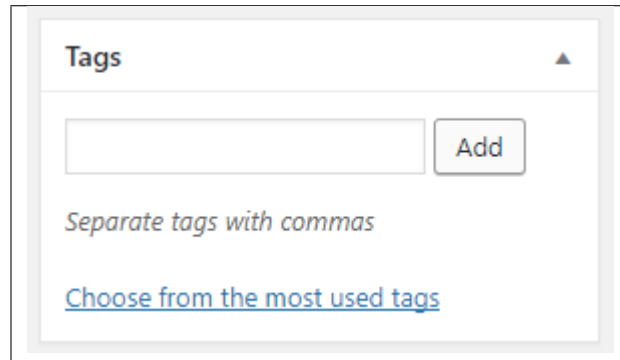 Tags
Add
Separate tags with commas
Choose from the most used tags